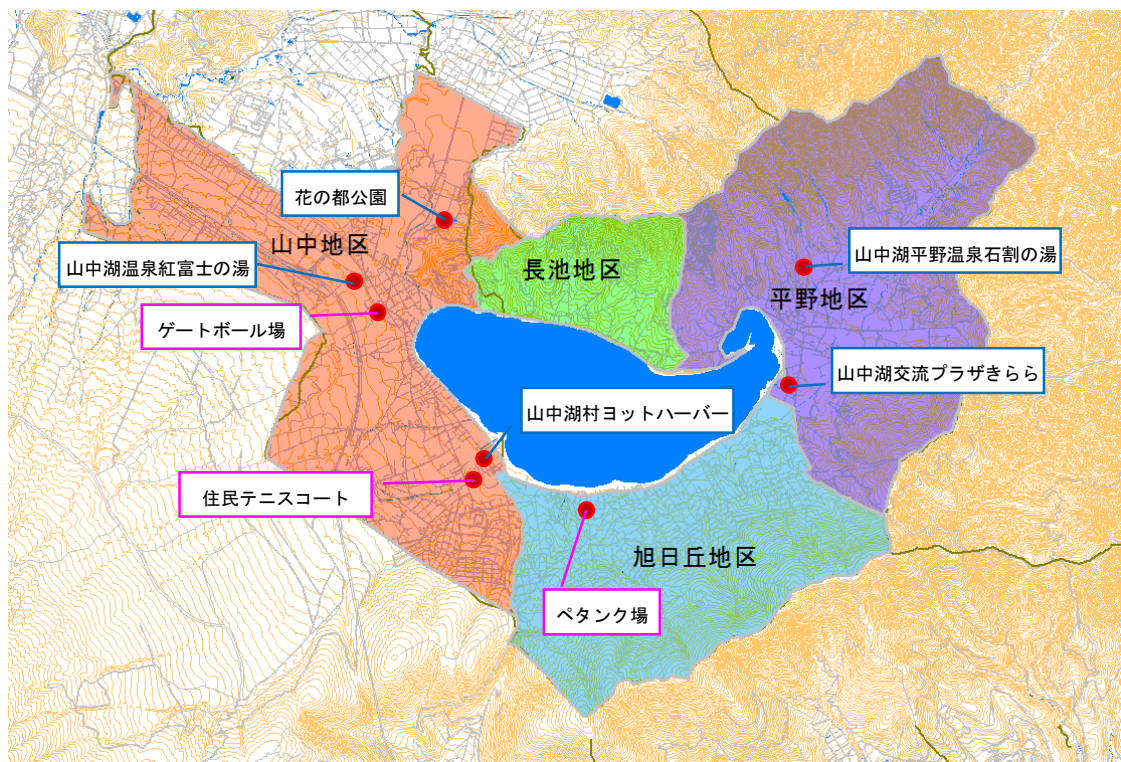 花の都公園
山中地区
山中湖温泉紅富士の湯
ゲートボール場
長池地区
山中湖平野温泉石割の湯
平野地区
山中湖交流プラザきらら
山中湖村ヨットハーバー
住民テニスコート
旭日丘地区
ペタンク場